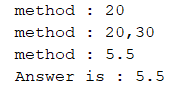 method : 20
method : 20,30
method : 5.5
Answer is : 5.5